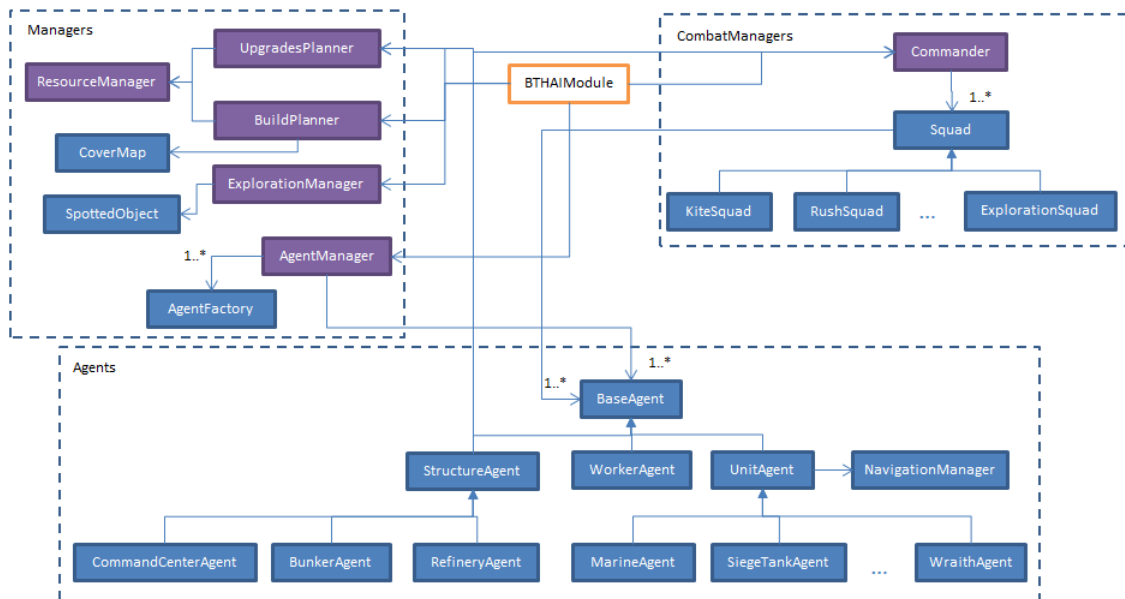 Managers
UpgradesPlanner
ResourceManager
BuildPlanner
CoverMap
ExplorationManager
SpottedObject
1..*
AgentManager
AgentFactory
BTHAIModule
CombatManagers
Commander
1..*
Squad
KiteSquad
RushSquad
...
ExplorationSquad
Agents
1..*
1..*
BaseAgent
StructureAgent
WorkerAgent
UnitAgent
NavigationManager
CommandCenterAgent
BunkerAgent
RefineryAgent
MarineAgent
SiegeTankAgent
...
WraithAgent